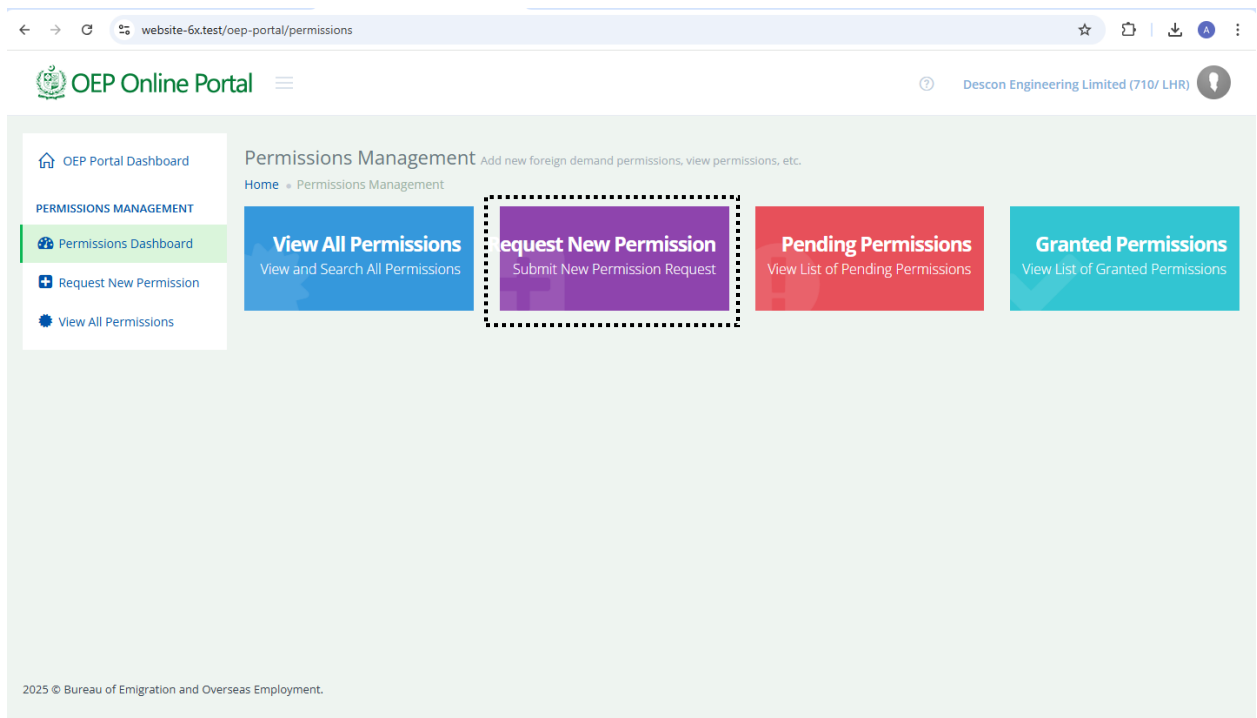 website-6x.test/oep-portal/permissions
A
OEP Online Portal
Descon Engineering Limited (710/ LHR)
OEP Portal Dashboard
PERMISSIONS MANAGEMENT
Permissions Dashboard
Request New Permission
View All Permissions
Permissions Management Add new foreign demand permissions, view permissions, etc.
Home Permissions Management
View All Permissions
View and Search All Permissions
Request New Permission
Submit New Permission Request
Pending Permissions
View List of Pending Permissions
Granted Permissions
View List of Granted Permissions
2025 © Bureau of Emigration and Overseas Employment.